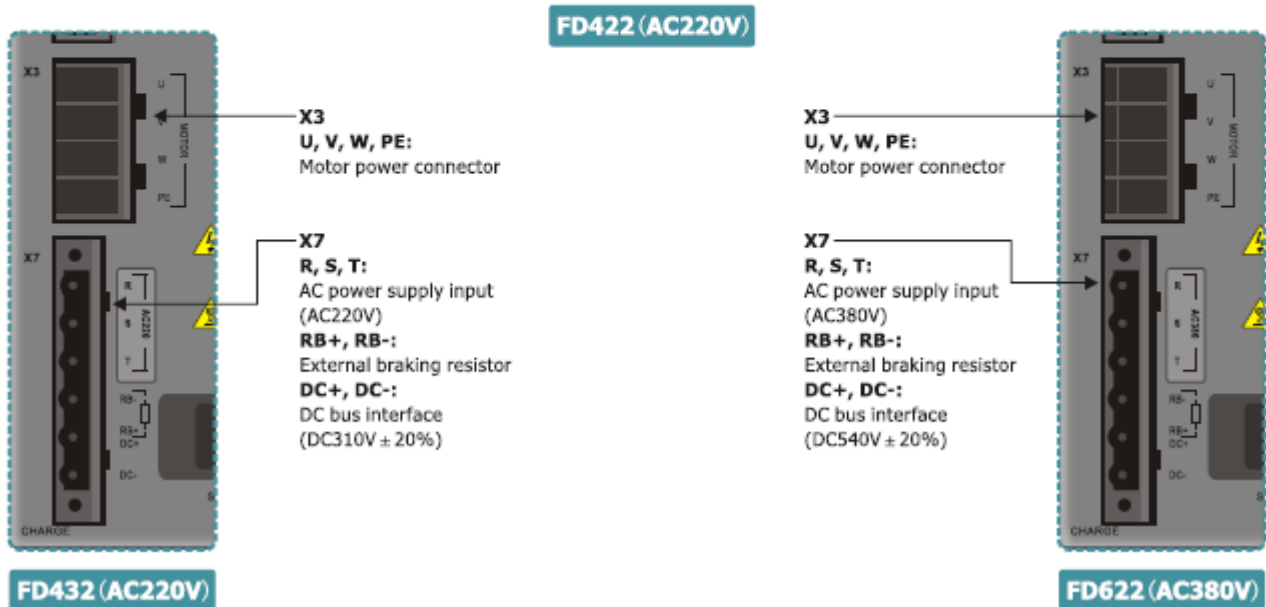 FD422(AC220V)
X3
U
V
W
PE
MOTOR
X7
R
S
T
AC220
RB-
RB+
DC+
DC-
CHARGE
X3
U, V, W, PE:
Motor power connector
X7
R, S, T:
AC power supply input
(AC220V)
RB+, RB-:
External braking resistor
DC+, DC-:
DC bus interface
(DC310V ± 20%)
FD432(AC220V)
X3
U, V, W, PE:
Motor power connector
X7
R, S, T:
AC power supply input
(AC380V)
RB+, RB-:
External braking resistor
DC+, DC-:
DC bus interface
(DC540V ± 20%)
X3
U
V
W
PE
MOTOR
X7
R
S
T
AC380
RB-
RB+
DC+
DC-
CHARGE
FD622(AC380V)